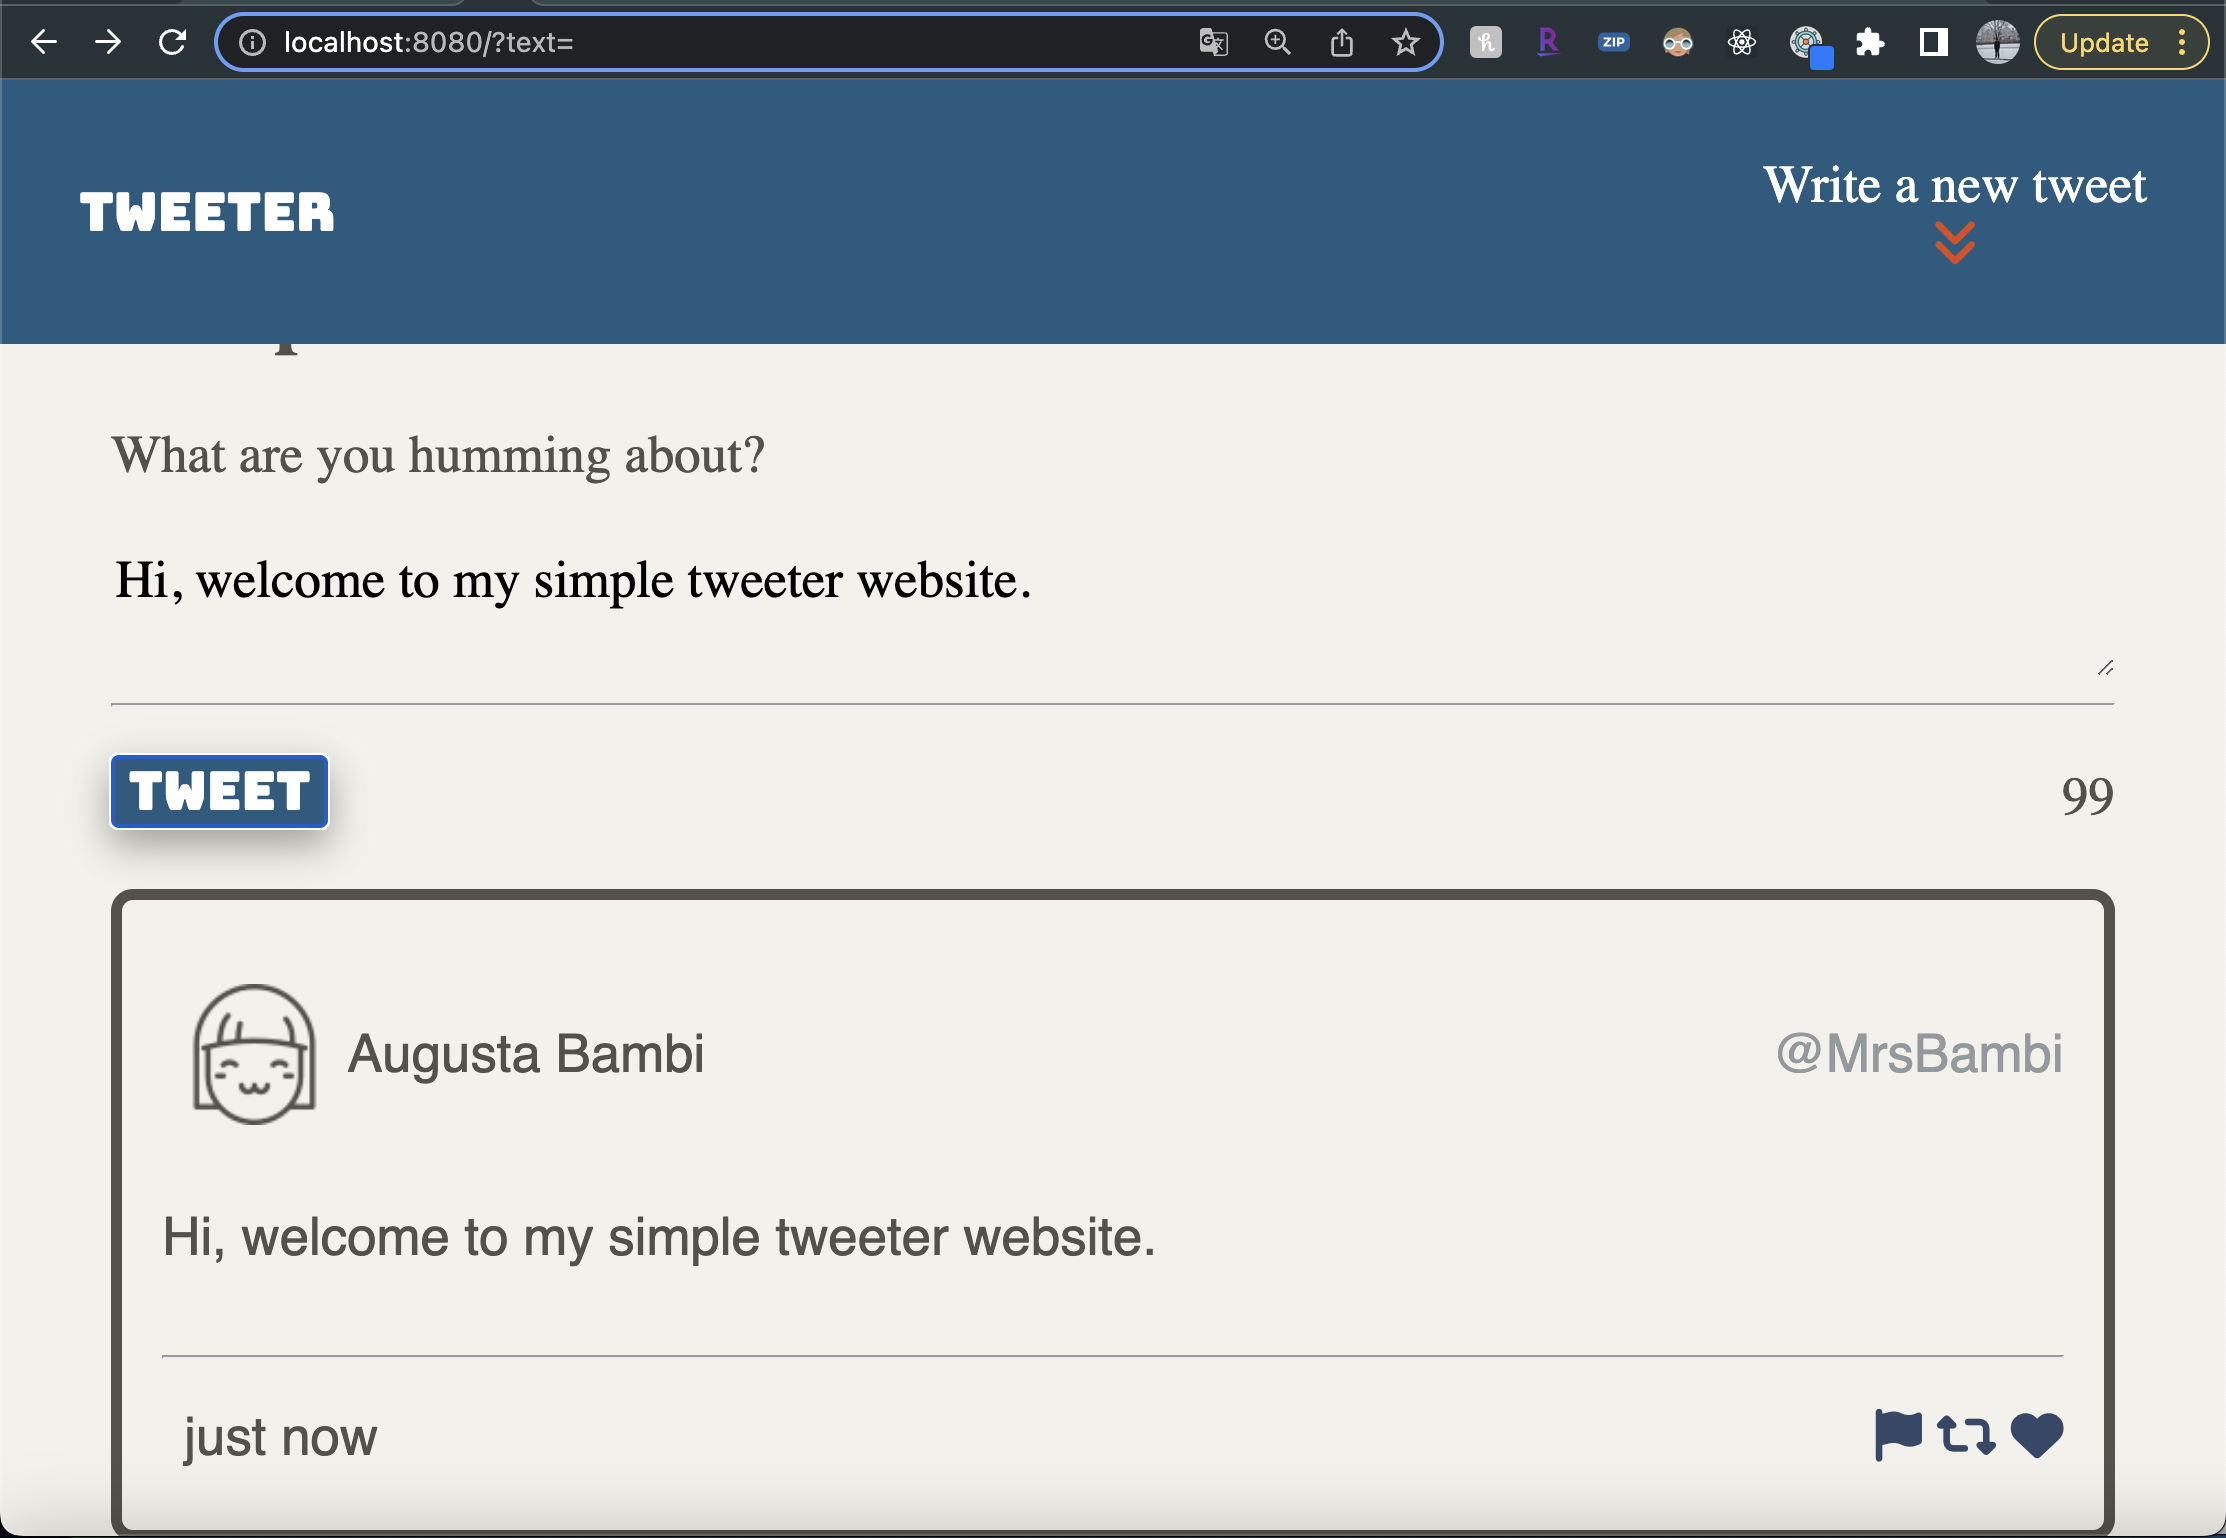 localhost:8080/?text=
ZIP
Update
TWEETER
Write a new tweet
What are you humming about?
Hi, welcome to my simple tweeter website.
TWEET
99
Augusta Bambi
@MrsBambi
Hi, welcome to my simple tweeter website.
just now